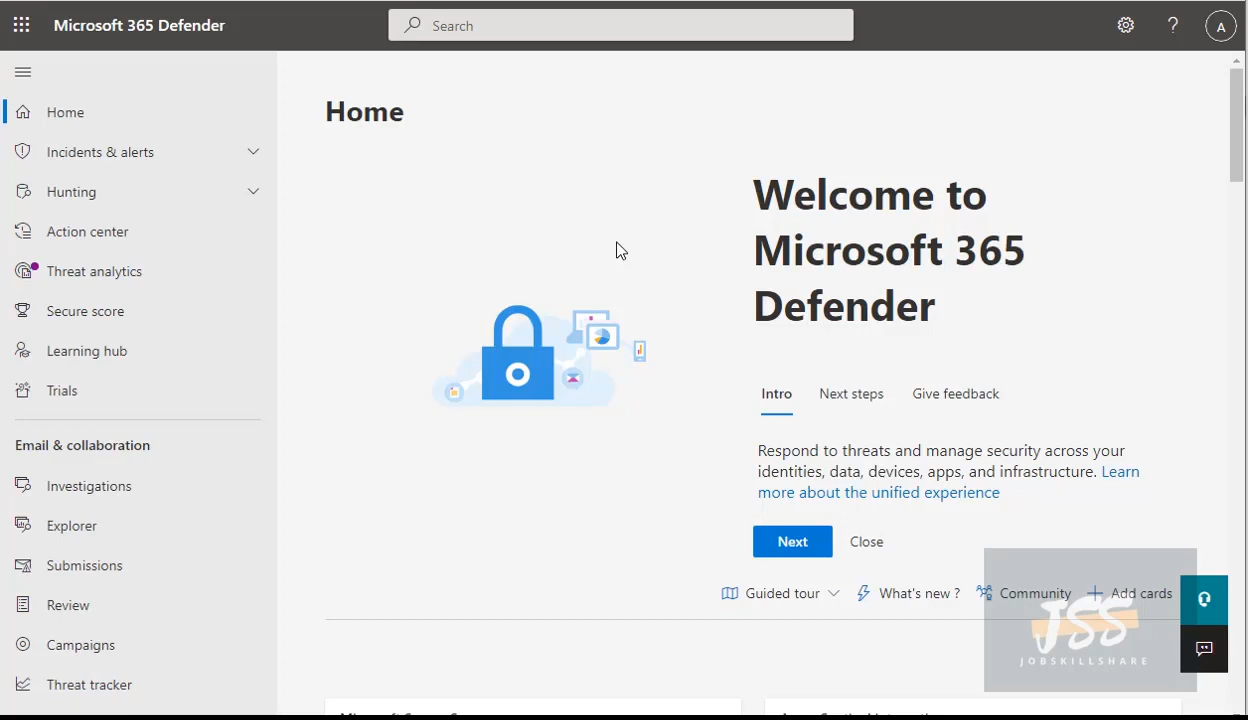 Microsoft 365 Defender
Search
?
A
Home
Incidents & alerts
Hunting
Action center
Threat analytics
Secure score
Learning hub
Trials
Email & collaboration
Investigations
Explorer
Submissions
Review
Campaigns
Threat tracker
Home
Welcome to
Microsoft 365
Defender
Intro
Next steps
Give feedback
Respond to threats and manage security across your
identities, data, devices, apps, and infrastructure. Learn
more about the unified experience
Next
Close
Guided tour
What's new ?
Community
Add cards
JSS
JOBSKILLSHARE